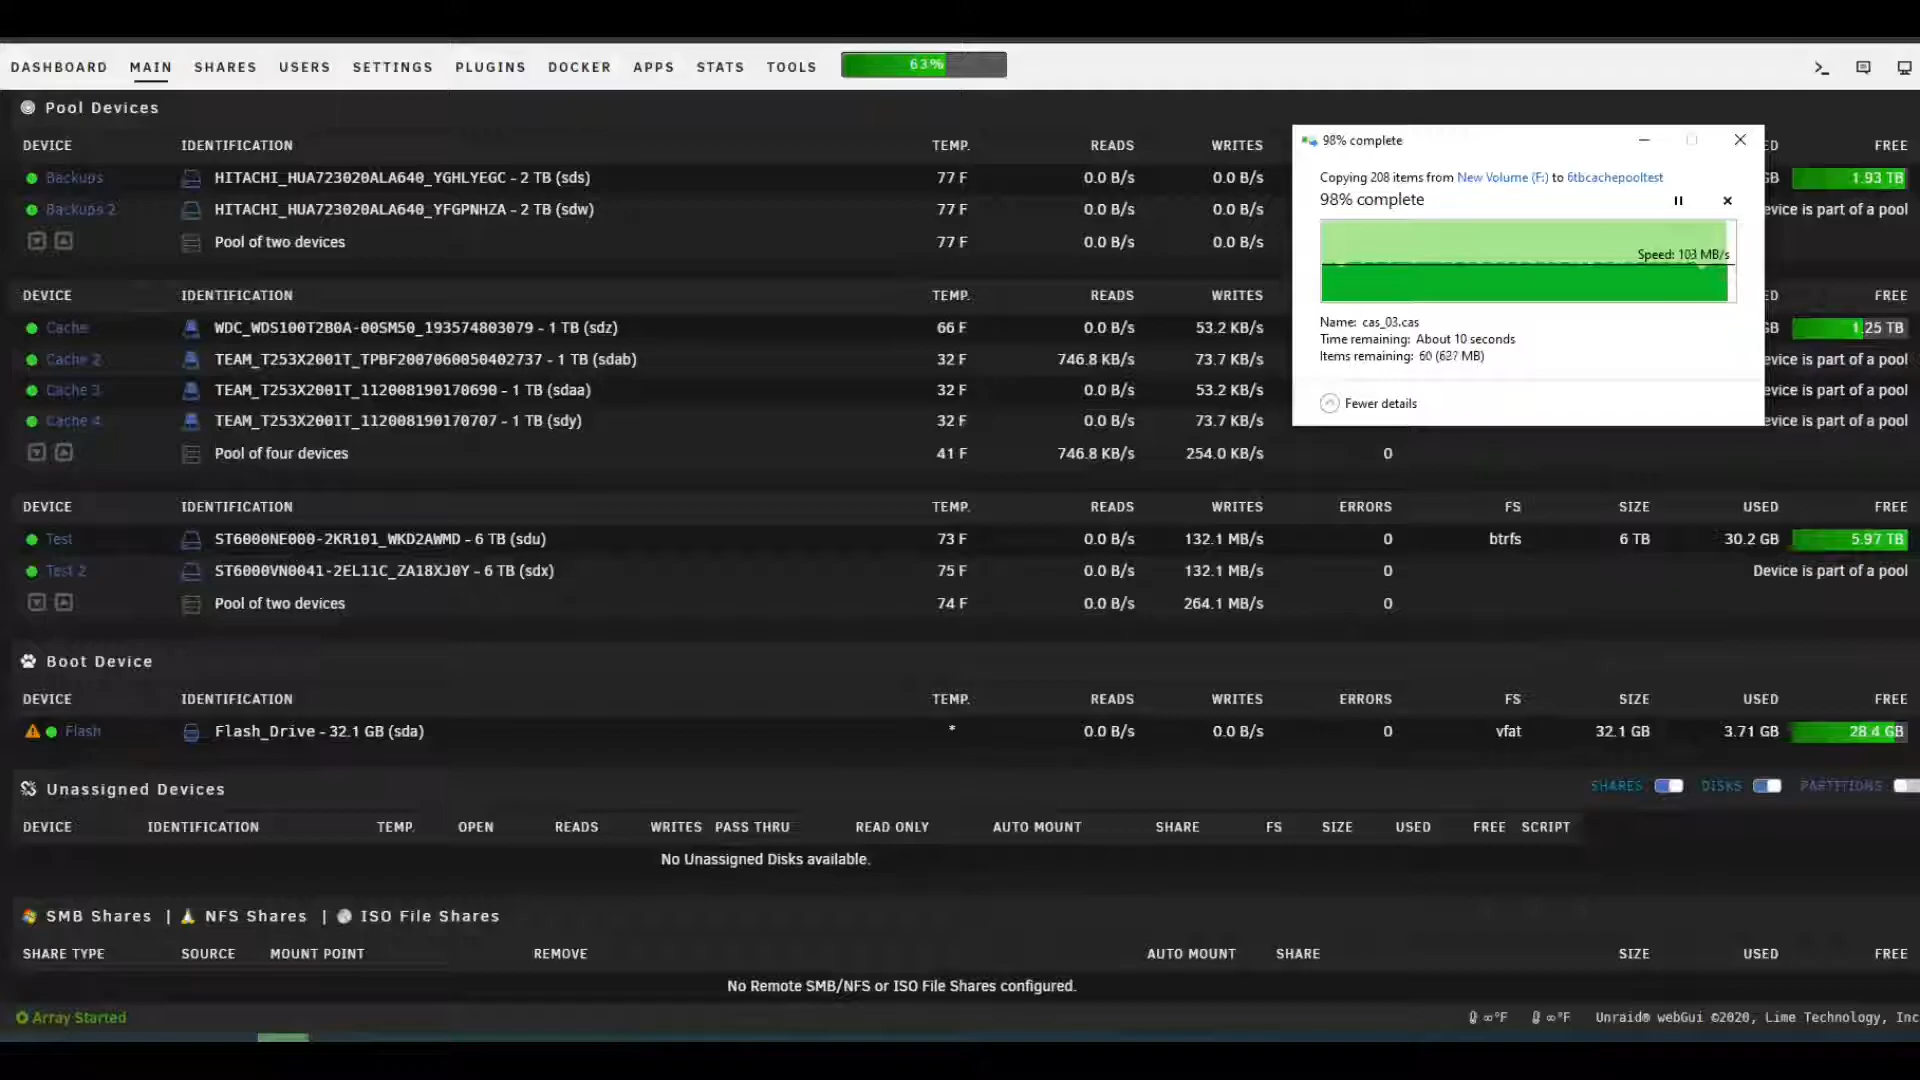 DASHBOARD MAIN SHARES USERS SETTINGS PLUGINS DOCKER APPS STATS TOOLS 63%
Pool Devices
DEVICE IDENTIFICATION TEMP. READS WRITES ED FREE
Backups HITACHI_HUA723020ALA640_YGHLYEGC - 2 TB (sds) 77 F 0.0 B/s 0.0 B/s GB 1.93 TB
Backups 2 HITACHI_HUA723020ALA640_YFGPNHZA - 2 TB (sdw) 77 F 0.0 B/s 0.0 B/s evice is part of a pool
Pool of two devices 77 F 0.0 B/s 0.0 B/s
DEVICE IDENTIFICATION TEMP. READS WRITES ED FREE
Cache WDC_WDS100T2B0A-00SM50_193574803079 - 1 TB (sdz) 66 F 0.0 B/s 53.2 KB/s GB 1.25 TB
Cache 2 TEAM_T253X2001T_TPBF2007060050402737 - 1 TB (sdab) 32 F 746.8 KB/s 73.7 KB/s evice is part of a pool
Cache 3 TEAM_T253X2001T_112008190170690 - 1 TB (sdaa) 32 F 0.0 B/s 53.2 KB/s evice is part of a pool
Cache 4 TEAM_T253X2001T_112008190170707 - 1 TB (sdy) 32 F 0.0 B/s 73.7 KB/s evice is part of a pool
Pool of four devices 41 F 746.8 KB/s 254.0 KB/s 0
98% complete
Copying 208 items from New Volume (F:) to 6tbcachepooltest
98% complete
Speed: 103 MB/s
Name: cas_03.cas
Time remaining: About 10 seconds
Items remaining: 60 (627 MB)
Fewer details
DEVICE IDENTIFICATION TEMP. READS WRITES ERRORS FS SIZE USED FREE
Test ST6000NE000-2KR101_WKD2AWMD - 6 TB (sdu) 73 F 0.0 B/s 132.1 MB/s 0 btrfs 6 TB 30.2 GB 5.97 TB
Test 2 ST6000VN0041-2EL11C_ZA18XJ0Y - 6 TB (sdx) 75 F 0.0 B/s 132.1 MB/s 0 Device is part of a pool
Pool of two devices 74 F 0.0 B/s 264.1 MB/s 0
Boot Device
DEVICE IDENTIFICATION TEMP. READS WRITES ERRORS FS SIZE USED FREE
Flash Flash_Drive - 32.1 GB (sda) * 0.0 B/s 0.0 B/s 0 vfat 32.1 GB 3.71 GB 28.4 GB
Unassigned Devices SHARES DISKS PARTITIONS
DEVICE IDENTIFICATION TEMP. OPEN READS WRITES PASS THRU READ ONLY AUTO MOUNT SHARE FS SIZE USED FREE SCRIPT
No Unassigned Disks available.
SMB Shares | NFS Shares | ISO File Shares
SHARE TYPE SOURCE MOUNT POINT REMOVE AUTO MOUNT SHARE SIZE USED FREE
No Remote SMB/NFS or ISO File Shares configured.
Array Started ∞°F ∞°F Unraid® webGui ©2020, Lime Technology, Inc